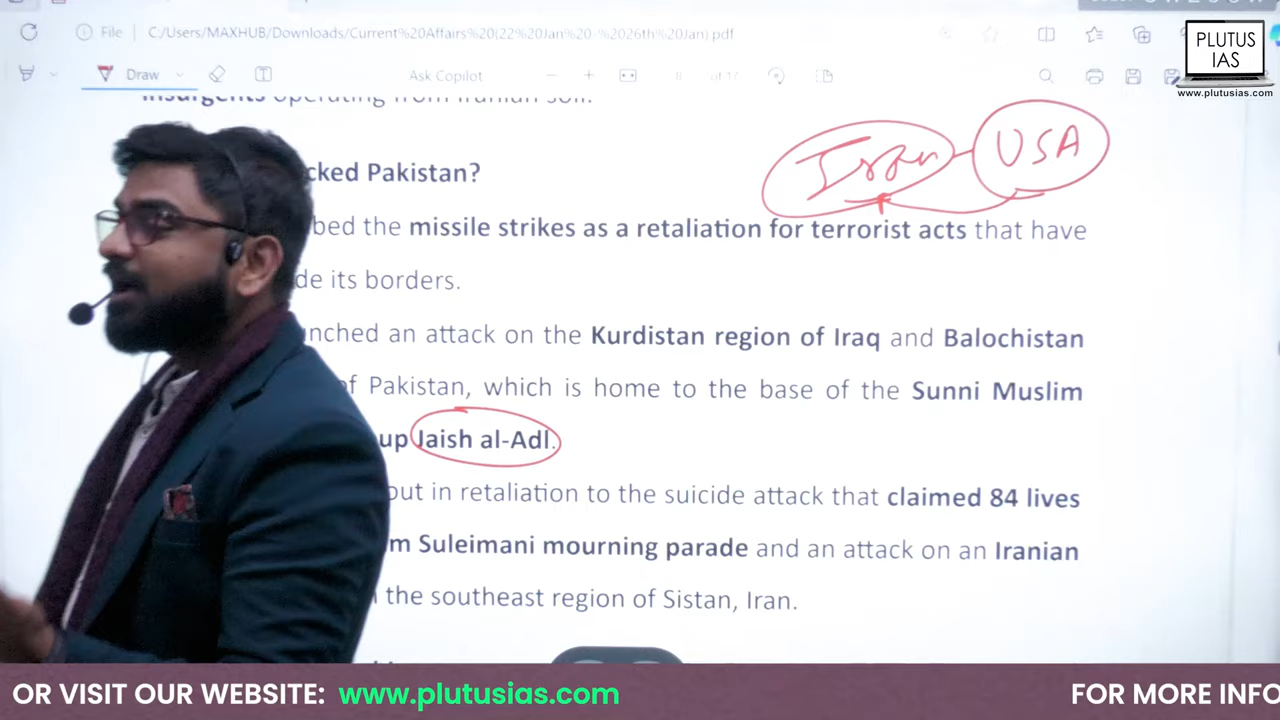 File
C:/Users/MAXHUB/Downloads/Current%20Affairs%20(22%20Jan%20-%2026th%20Jan).pdf
PLUTUS
IAS
www.plutusias.com
Draw
Ask Copilot
8 of 17
insurgents operating from Iranian soil.
Iran USA
cked Pakistan?
bed the missile strikes as a retaliation for terrorist acts that have
de its borders.
nched an attack on the Kurdistan region of Iraq and Balochistan
of Pakistan, which is home to the base of the Sunni Muslim
up Jaish al-Adl.
out in retaliation to the suicide attack that claimed 84 lives
m Suleimani mourning parade and an attack on an Iranian
the southeast region of Sistan, Iran.
OR VISIT OUR WEBSITE: www.plutusias.com
FOR MORE INFO